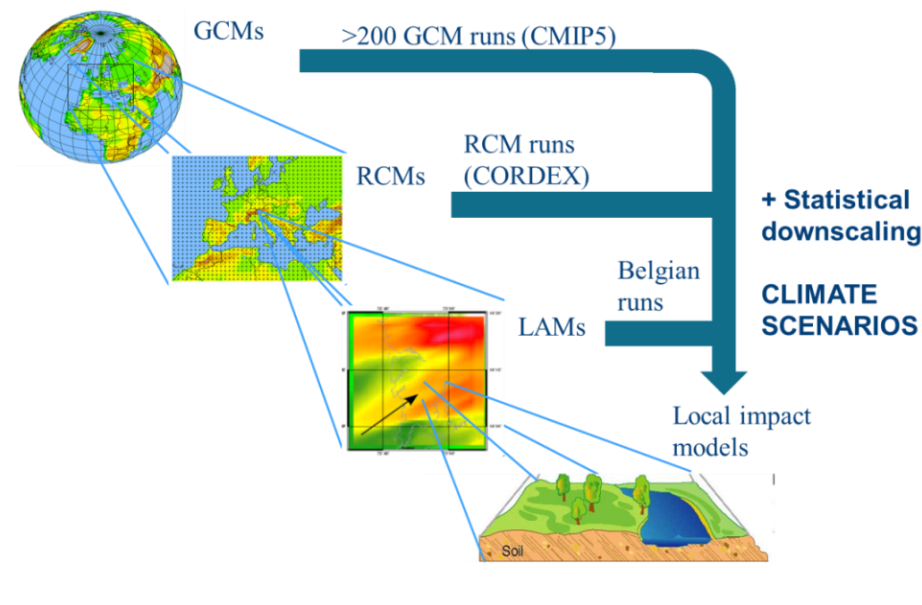 GCMs
>200 GCM runs (CMIP5)
RCM runs
(CORDEX)
RCMs
+ Statistical
downscaling
Belgian
runs
CLIMATE
SCENARIOS
LAMs
Local impact
models
Soil